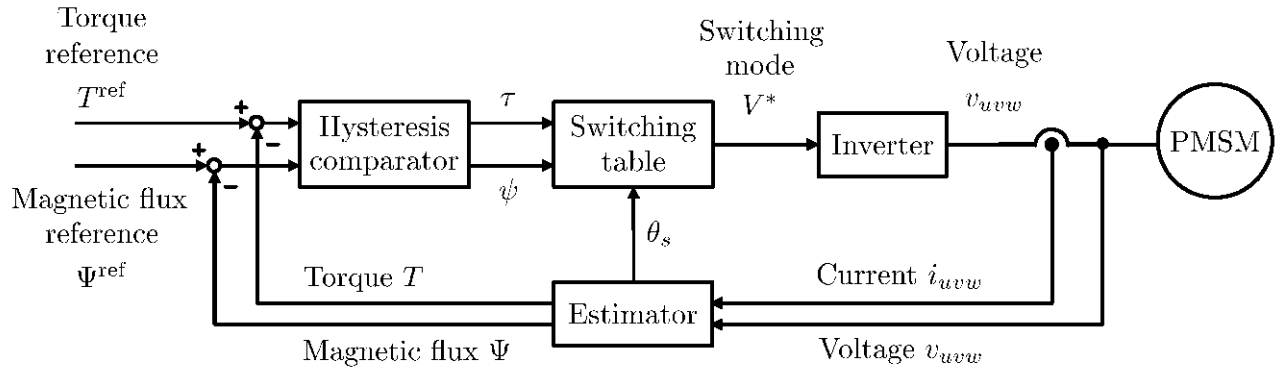 Torque
reference
T^ref
Magnetic flux
reference
Ψ^ref
+
-
+
-
Hysteresis
comparator
τ
ψ
Switching
table
θ_s
Switching
mode
V*
Inverter
Voltage
v_uvw
PMSM
Torque T
Magnetic flux Ψ
Estimator
Current i_uvw
Voltage v_uvw